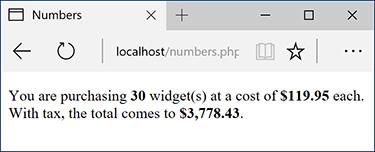 Numbers
localhost/numbers.php
You are purchasing 30 widget(s) at a cost of $119.95 each.
With tax, the total comes to $3,778.43.